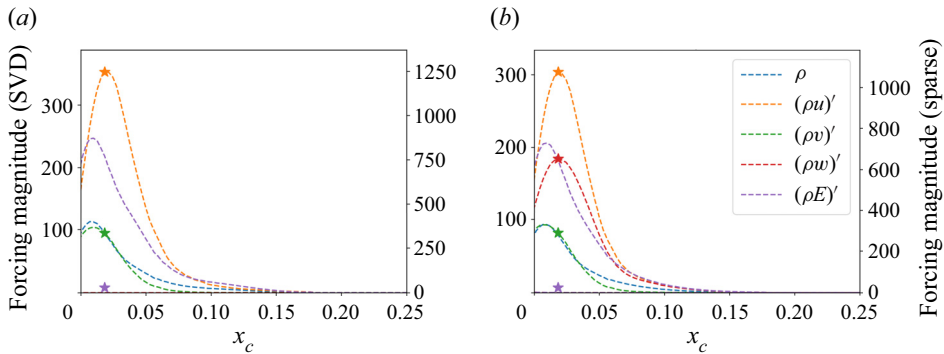 (a)
(b)
Forcing magnitude (SVD)
300
200
100
0
0.05
0.10
0.15
0.20
0.25
x_c
1250
1000
750
500
250
0
300
200
100
0
0.05
0.10
0.15
0.20
0.25
x_c
ρ
(ρu)′
(ρv)′
(ρw)′
(ρE)′
1000
800
600
400
200
0
Forcing magnitude (sparse)